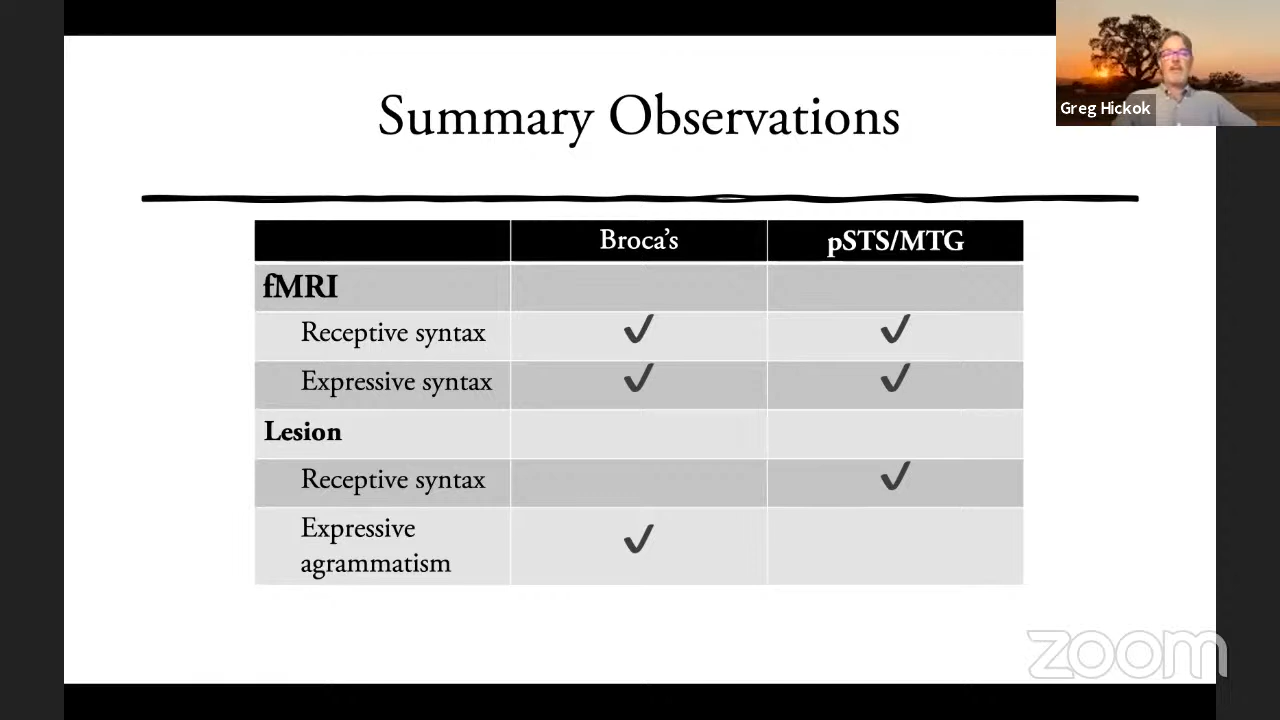 Greg Hickok
Summary Observations
Broca’s pSTS/MTG
fMRI
Receptive syntax ✓ ✓
Expressive syntax ✓ ✓
Lesion
Receptive syntax ✓
Expressive
agrammatism ✓
zoom